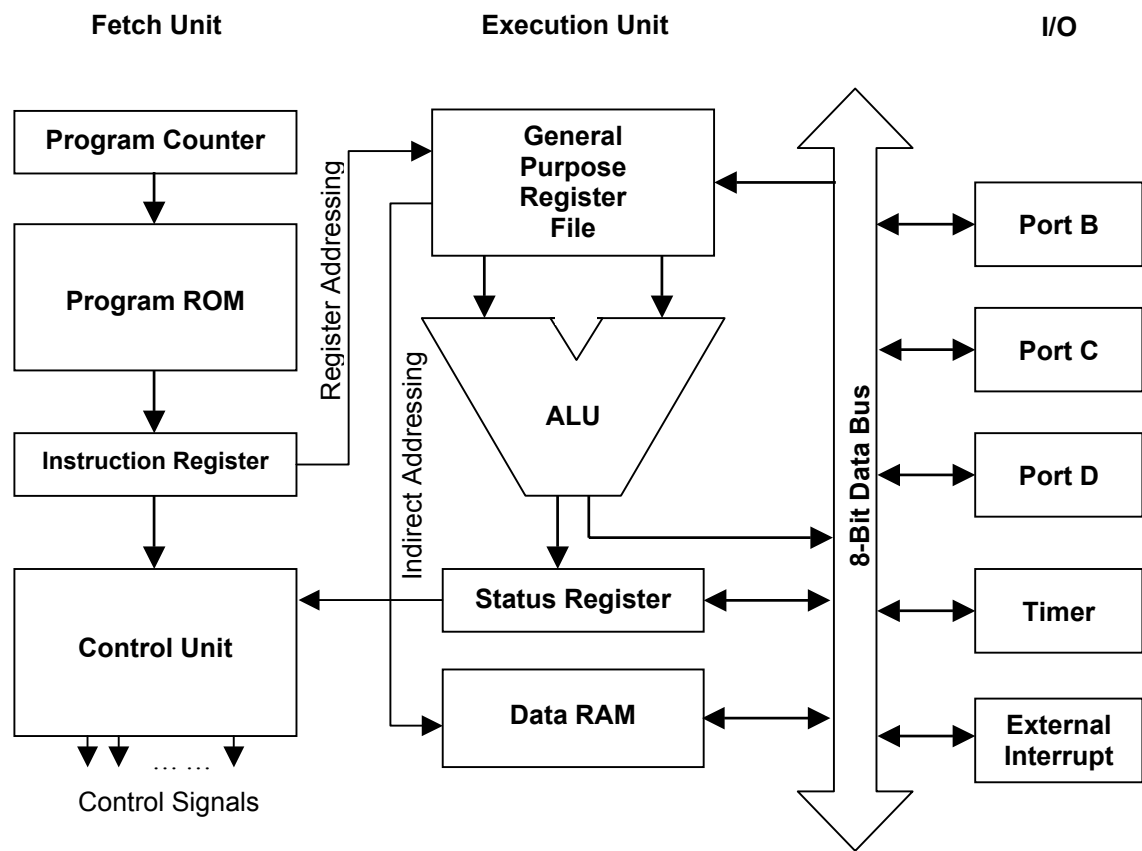 Fetch Unit
Execution Unit
I/O
Program Counter
Program ROM
Instruction Register
Control Unit
... ...
Control Signals
Register Addressing
Indirect Addressing
General
Purpose
Register
File
ALU
Status Register
Data RAM
8-Bit Data Bus
Port B
Port C
Port D
Timer
External
Interrupt